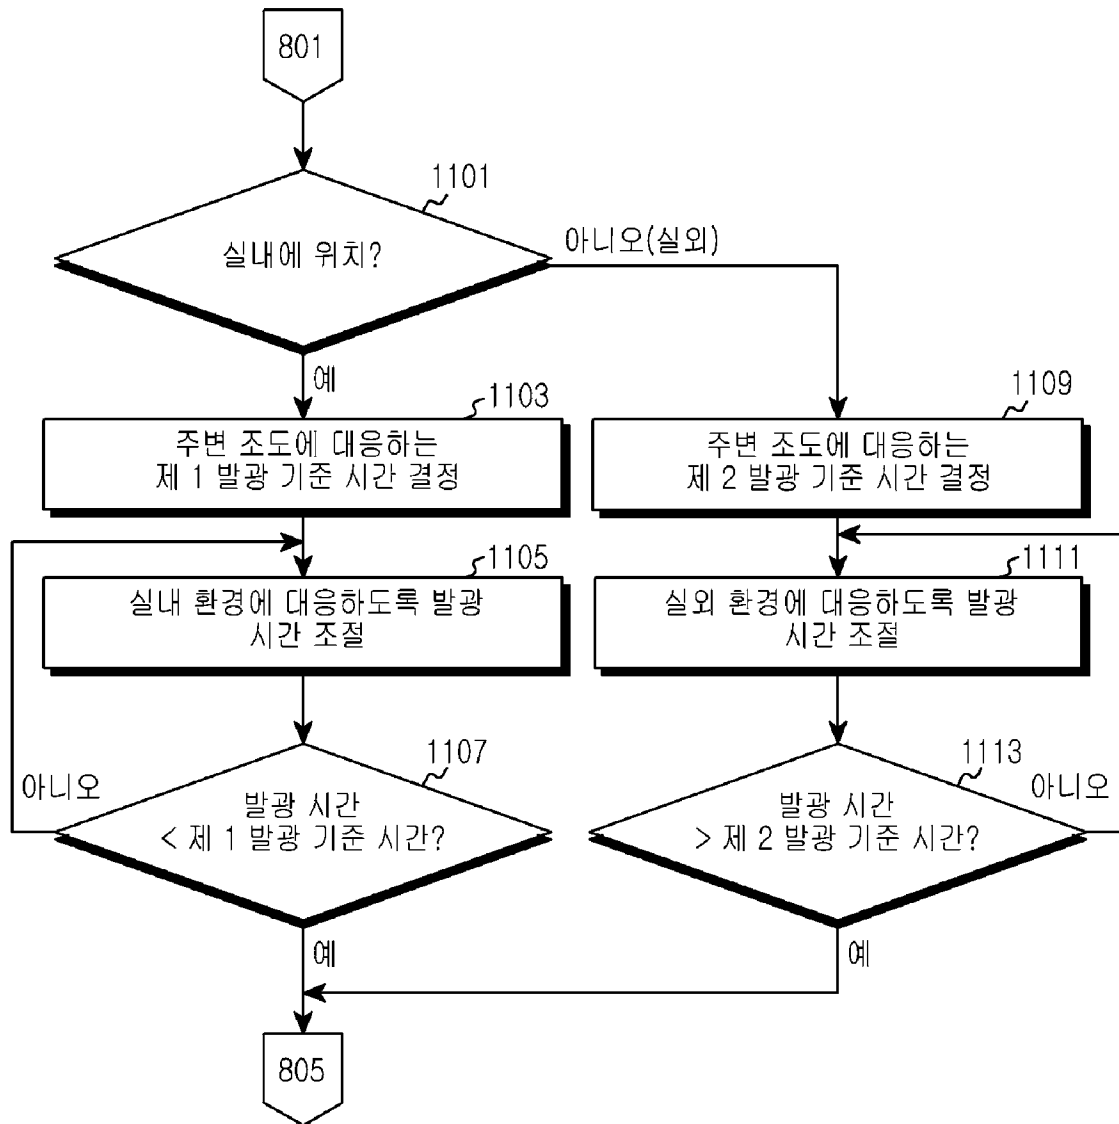 801
1101
실내에 위치?
아니오(실외)
예
1103
주변 조도에 대응하는
제 1 발광 기준 시간 결정
1109
주변 조도에 대응하는
제 2 발광 기준 시간 결정
1105
실내 환경에 대응하도록 발광
시간 조절
1111
실외 환경에 대응하도록 발광
시간 조절
1107
아니오
발광 시간
< 제 1 발광 기준 시간?
예
1113
아니오
발광 시간
> 제 2 발광 기준 시간?
예
805